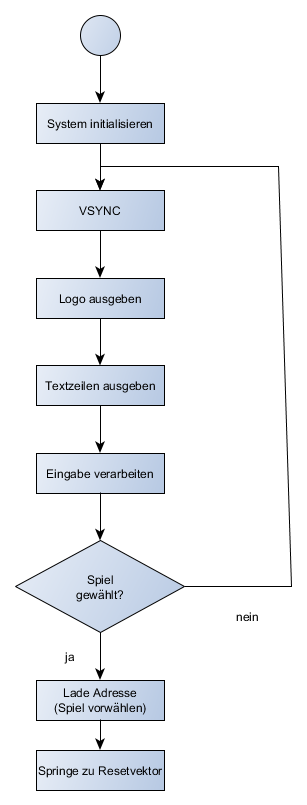 System initialisieren
VSYNC
Logo ausgeben
Textzeilen ausgeben
Eingabe verarbeiten
Spiel
gewählt?
nein
ja
Lade Adresse
(Spiel vorwählen)
Springe zu Resetvektor